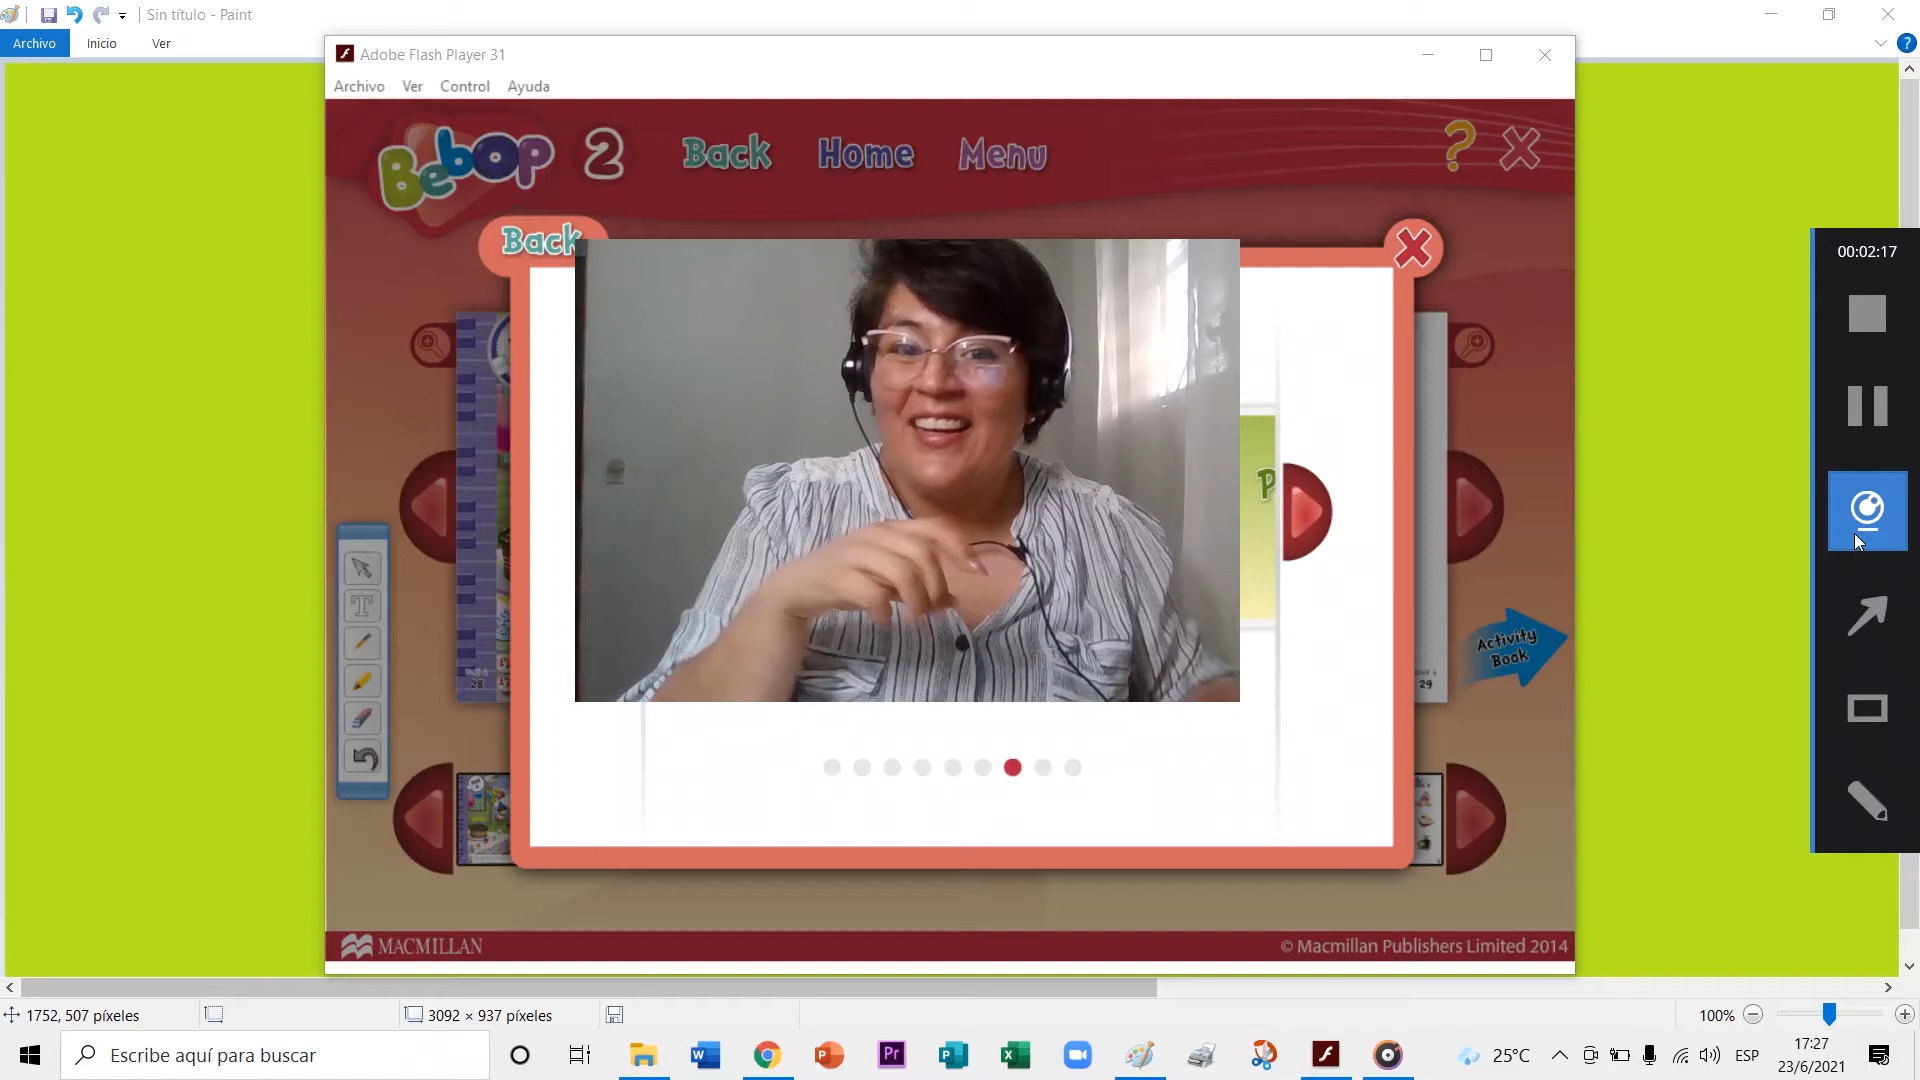 Sin título - Paint
Archivo Inicio Ver
Adobe Flash Player 31
Archivo Ver Control Ayuda
Bebop 2 Back Home Menu ?
Back
00:02:17
P
Activity
Book
28
29
MACMILLAN
© Macmillan Publishers Limited 2014
1752, 507 píxeles
3092 × 937 píxeles
100%
Escribe aquí para buscar
25°C
ESP
17:27
23/6/2021